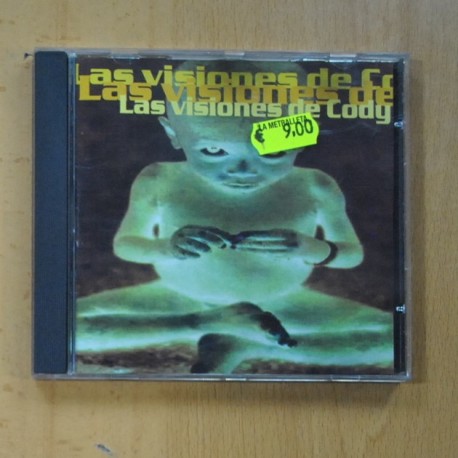 Las visiones de Co
Las visiones de
Las visiones de Cody
LA METRALLETA
€ 9,00